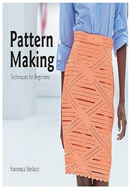 Pattern
Making
Techniques for Beginners
Francesca Sterlacci